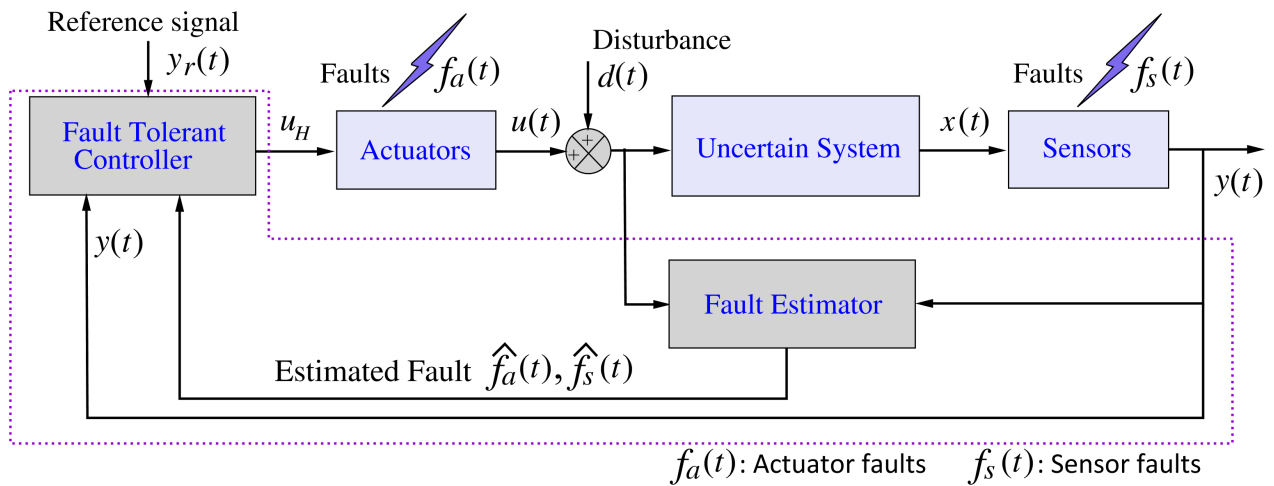 Reference signal
y_r(t)
Faults
f_a(t)
Disturbance
d(t)
Faults
f_s(t)
Fault Tolerant
Controller
u_H
Actuators
u(t)
+
+
Uncertain System
x(t)
Sensors
y(t)
y(t)
Fault Estimator
Estimated Fault f̂_a(t), f̂_s(t)
f_a(t): Actuator faults f_s(t): Sensor faults